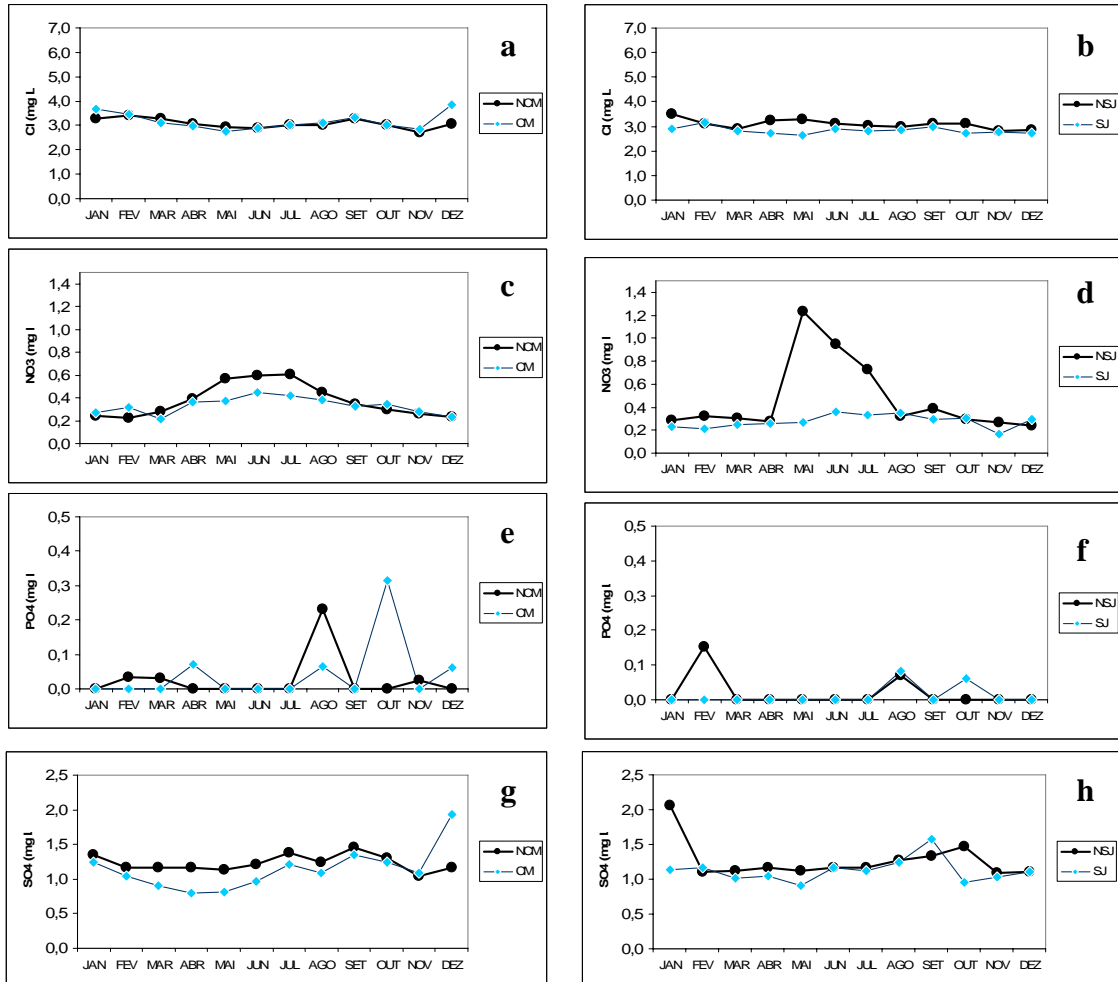 a
Cl (mg L
7,0
6,0
5,0
4,0
3,0
2,0
1,0
0,0
JAN FEV MAR ABR MAI JUN JUL AGO SET OUT NOV DEZ
NCM
CM
b
Cl (mg L
7,0
6,0
5,0
4,0
3,0
2,0
1,0
0,0
JAN FEV MAR ABR MAI JUN JUL AGO SET OUT NOV DEZ
NSJ
SJ
c
NO3 (mg l
1,4
1,2
1,0
0,8
0,6
0,4
0,2
0,0
JAN FEV MAR ABR MAI JUN JUL AGO SET OUT NOV DEZ
NCM
CM
d
NO3 (mg l
1,4
1,2
1,0
0,8
0,6
0,4
0,2
0,0
JAN FEV MAR ABR MAI JUN JUL AGO SET OUT NOV DEZ
NSJ
SJ
e
PO4 (mg l
0,5
0,4
0,3
0,2
0,1
0,0
JAN FEV MAR ABR MAI JUN JUL AGO SET OUT NOV DEZ
NCM
CM
f
PO4 (mg l
0,5
0,4
0,3
0,2
0,1
0,0
JAN FEV MAR ABR MAI JUN JUL AGO SET OUT NOV DEZ
NSJ
SJ
g
SO4 (mg l
2,5
2,0
1,5
1,0
0,5
0,0
JAN FEV MAR ABR MAI JUN JUL AGO SET OUT NOV DEZ
NCM
CM
h
SO4 (mg l
2,5
2,0
1,5
1,0
0,5
0,0
JAN FEV MAR ABR MAI JUN JUL AGO SET OUT NOV DEZ
NSJ
SJ